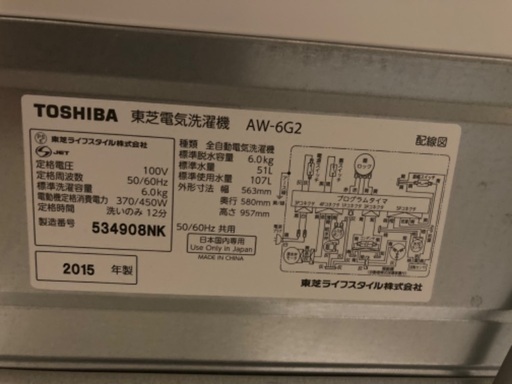 TOSHIBA 東芝電気洗濯機 AW-6G2
東芝ライフスタイル株式会社
JET
定格電圧 100V
定格周波数 50/60Hz
標準洗濯容量 6.0kg
電動機定格消費電力 370/450W
定格時間 洗いのみ 12分
製造番号 534908NK
2015 年製
種類 全自動電気洗濯機
標準脱水容量 6.0kg
標準水量 51L
標準使用水量 107L
外形寸法 幅 563mm
奥行 580mm
高さ 957mm
50/60Hz 共用
日本国内専用
Use Only in Japan
MADE IN CHINA
配線図
プログラムタイマ
東芝ライフスタイル株式会社